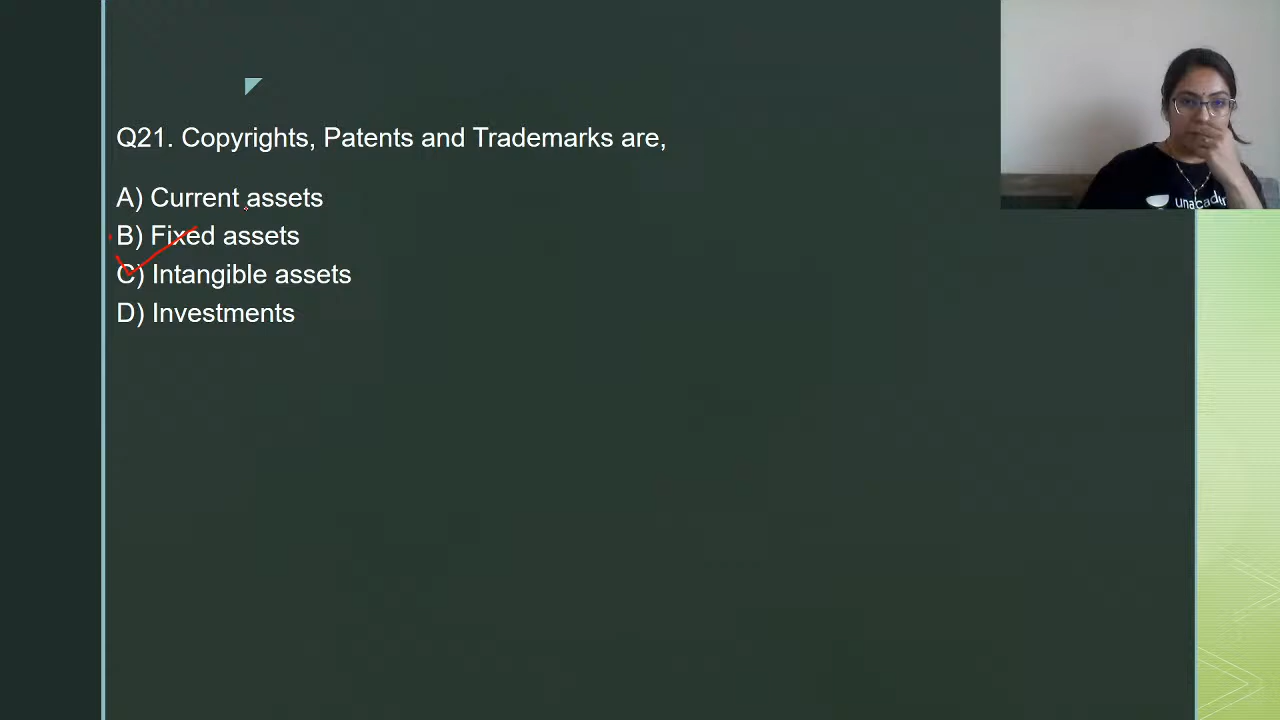 Q21. Copyrights, Patents and Trademarks are,
A) Current assets
B) Fixed assets
C) Intangible assets
D) Investments